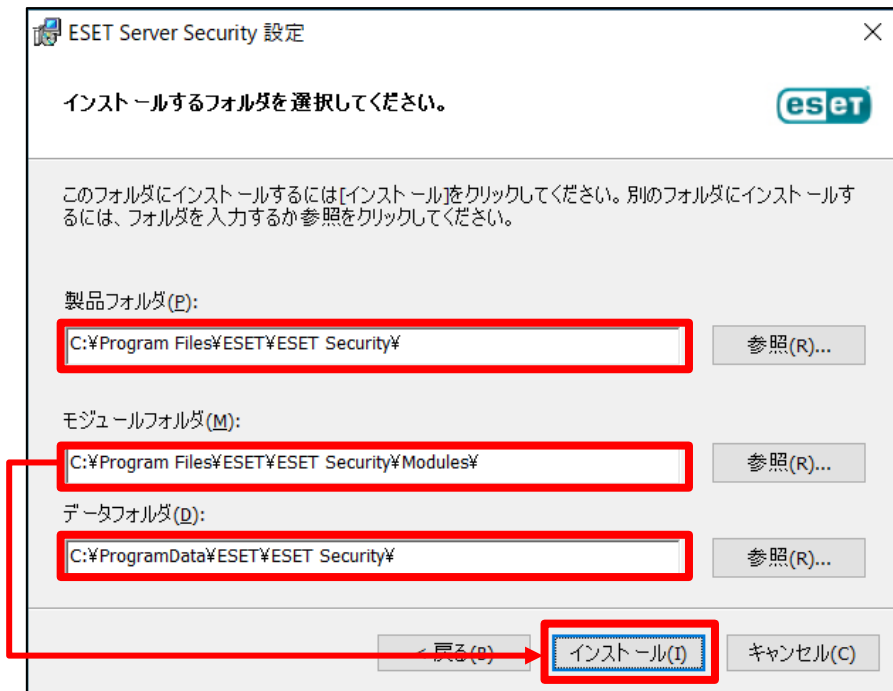 ESET Server Security 設定
インストールするフォルダを選択してください。
eseT
このフォルダにインストールするには[インストール]をクリックしてください。別のフォルダにインストールす
るには、フォルダを入力するか参照をクリックしてください。
製品フォルダ(P):
C:¥Program Files¥ESET¥ESET Security¥
参照(R)...
モジュールフォルダ(M):
C:¥Program Files¥ESET¥ESET Security¥Modules¥
参照(R)...
データフォルダ(D):
C:¥ProgramData¥ESET¥ESET Security¥
参照(R)...
< 戻る(B)
インストール(I)
キャンセル(C)